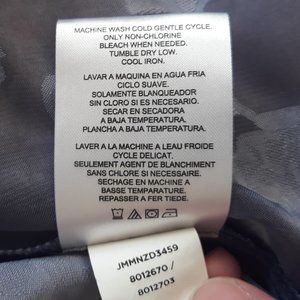 MACHINE WASH COLD GENTLE CYCLE.
ONLY NON-CHLORINE
BLEACH WHEN NEEDED.
TUMBLE DRY LOW.
COOL IRON.
LAVAR A MAQUINA EN AGUA FRIA
CICLO SUAVE.
SOLAMENTE BLANQUEADOR
SIN CLORO SI ES NECESARIO.
SECAR EN SECADORA
A BAJA TEMPERATURA.
PLANCHA A BAJA TEMPERATURA.
LAVER A LA MACHINE A LEAU FROIDE
CYCLE DELICAT.
SEULEMENT AGENT DE BLANCHIMENT
SANS CHLORE SI NECESSAIRE.
SECHAGE EN MACHINE A
BASSE TEMPARATURE.
REPASSER A FER TIEDE.
JMMNZD3459
8012670 /
8012703